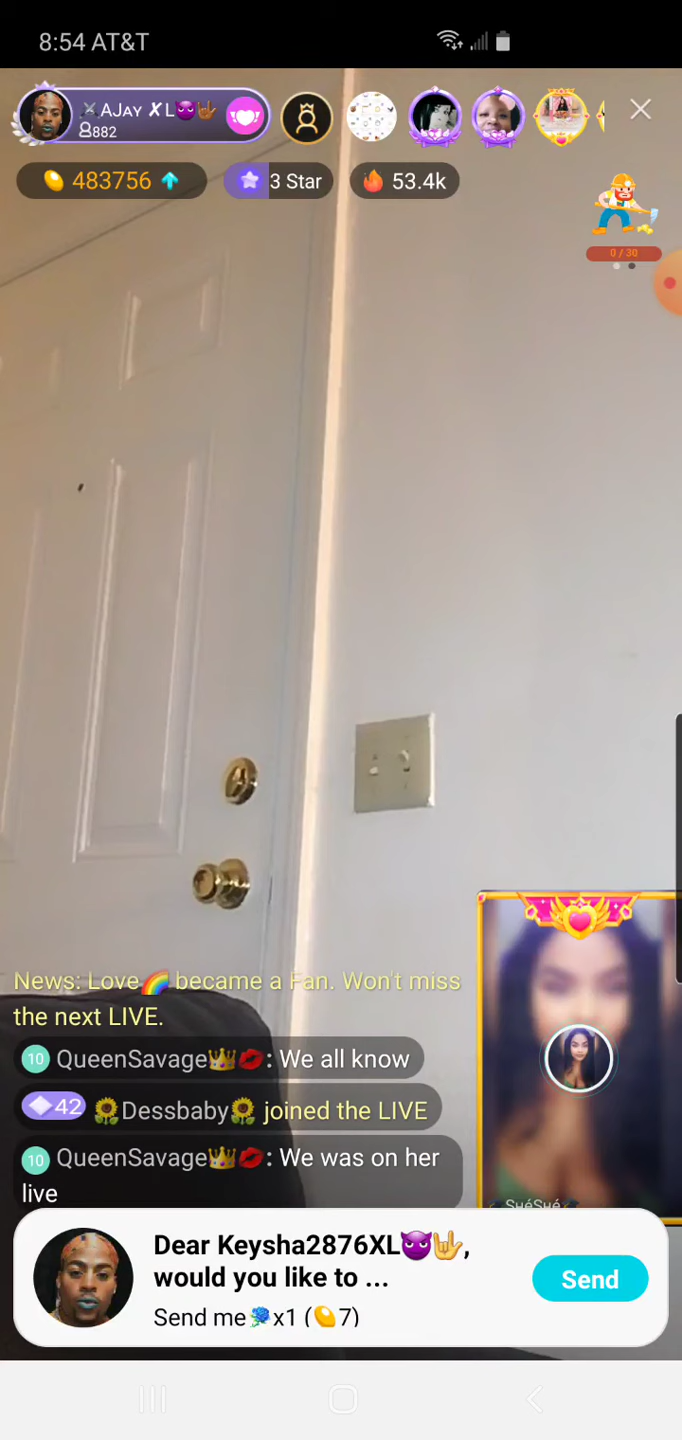 8:54 AT&T
⚔️AJAY ✘L😈🤟
882
483756
3 Star
53.4k
0 / 30
News: Love🌈 became a Fan. Won't miss
the next LIVE.
10 QueenSavage👑💋: We all know
42 🌻Dessbaby🌻 joined the LIVE
10 QueenSavage👑💋: We was on her
live
SuéSué
Dear Keysha2876XL😈🤟,
would you like to ...
Send me x1 ( 7)
Send